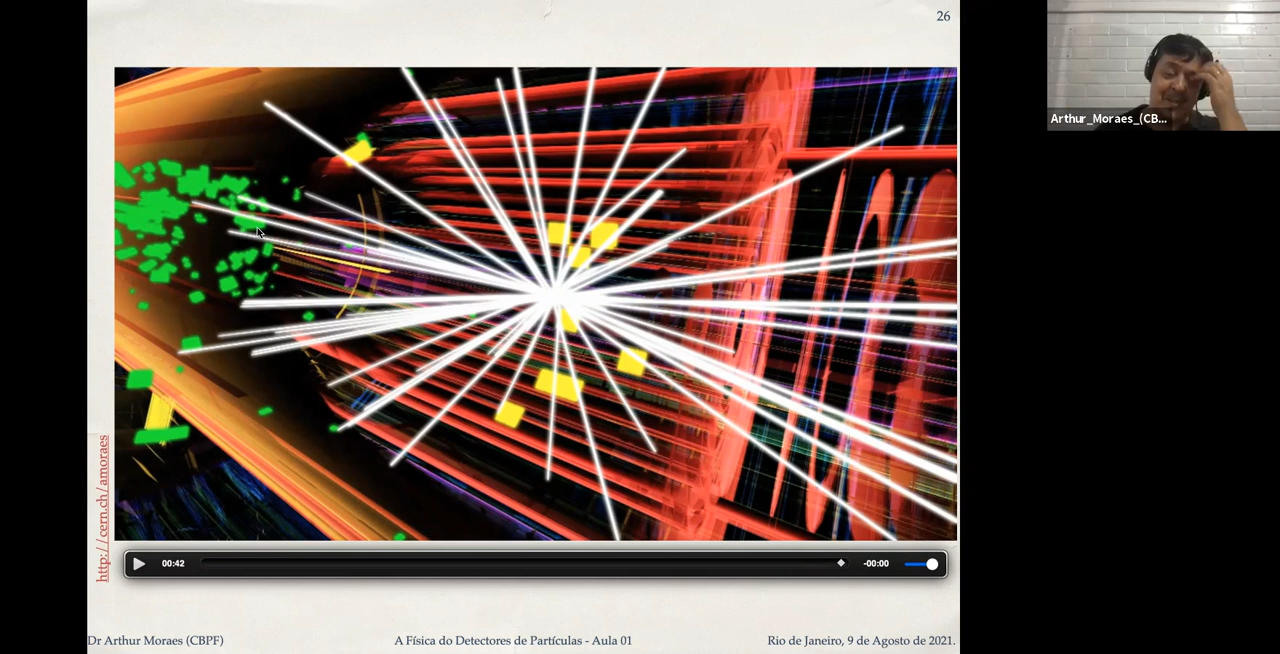 26
Arthur_Moraes_(CB...
http://cern.ch/amoraes
00:42
-00:00
Dr Arthur Moraes (CBPF)
A Física do Detectores de Partículas - Aula 01
Rio de Janeiro, 9 de Agosto de 2021.